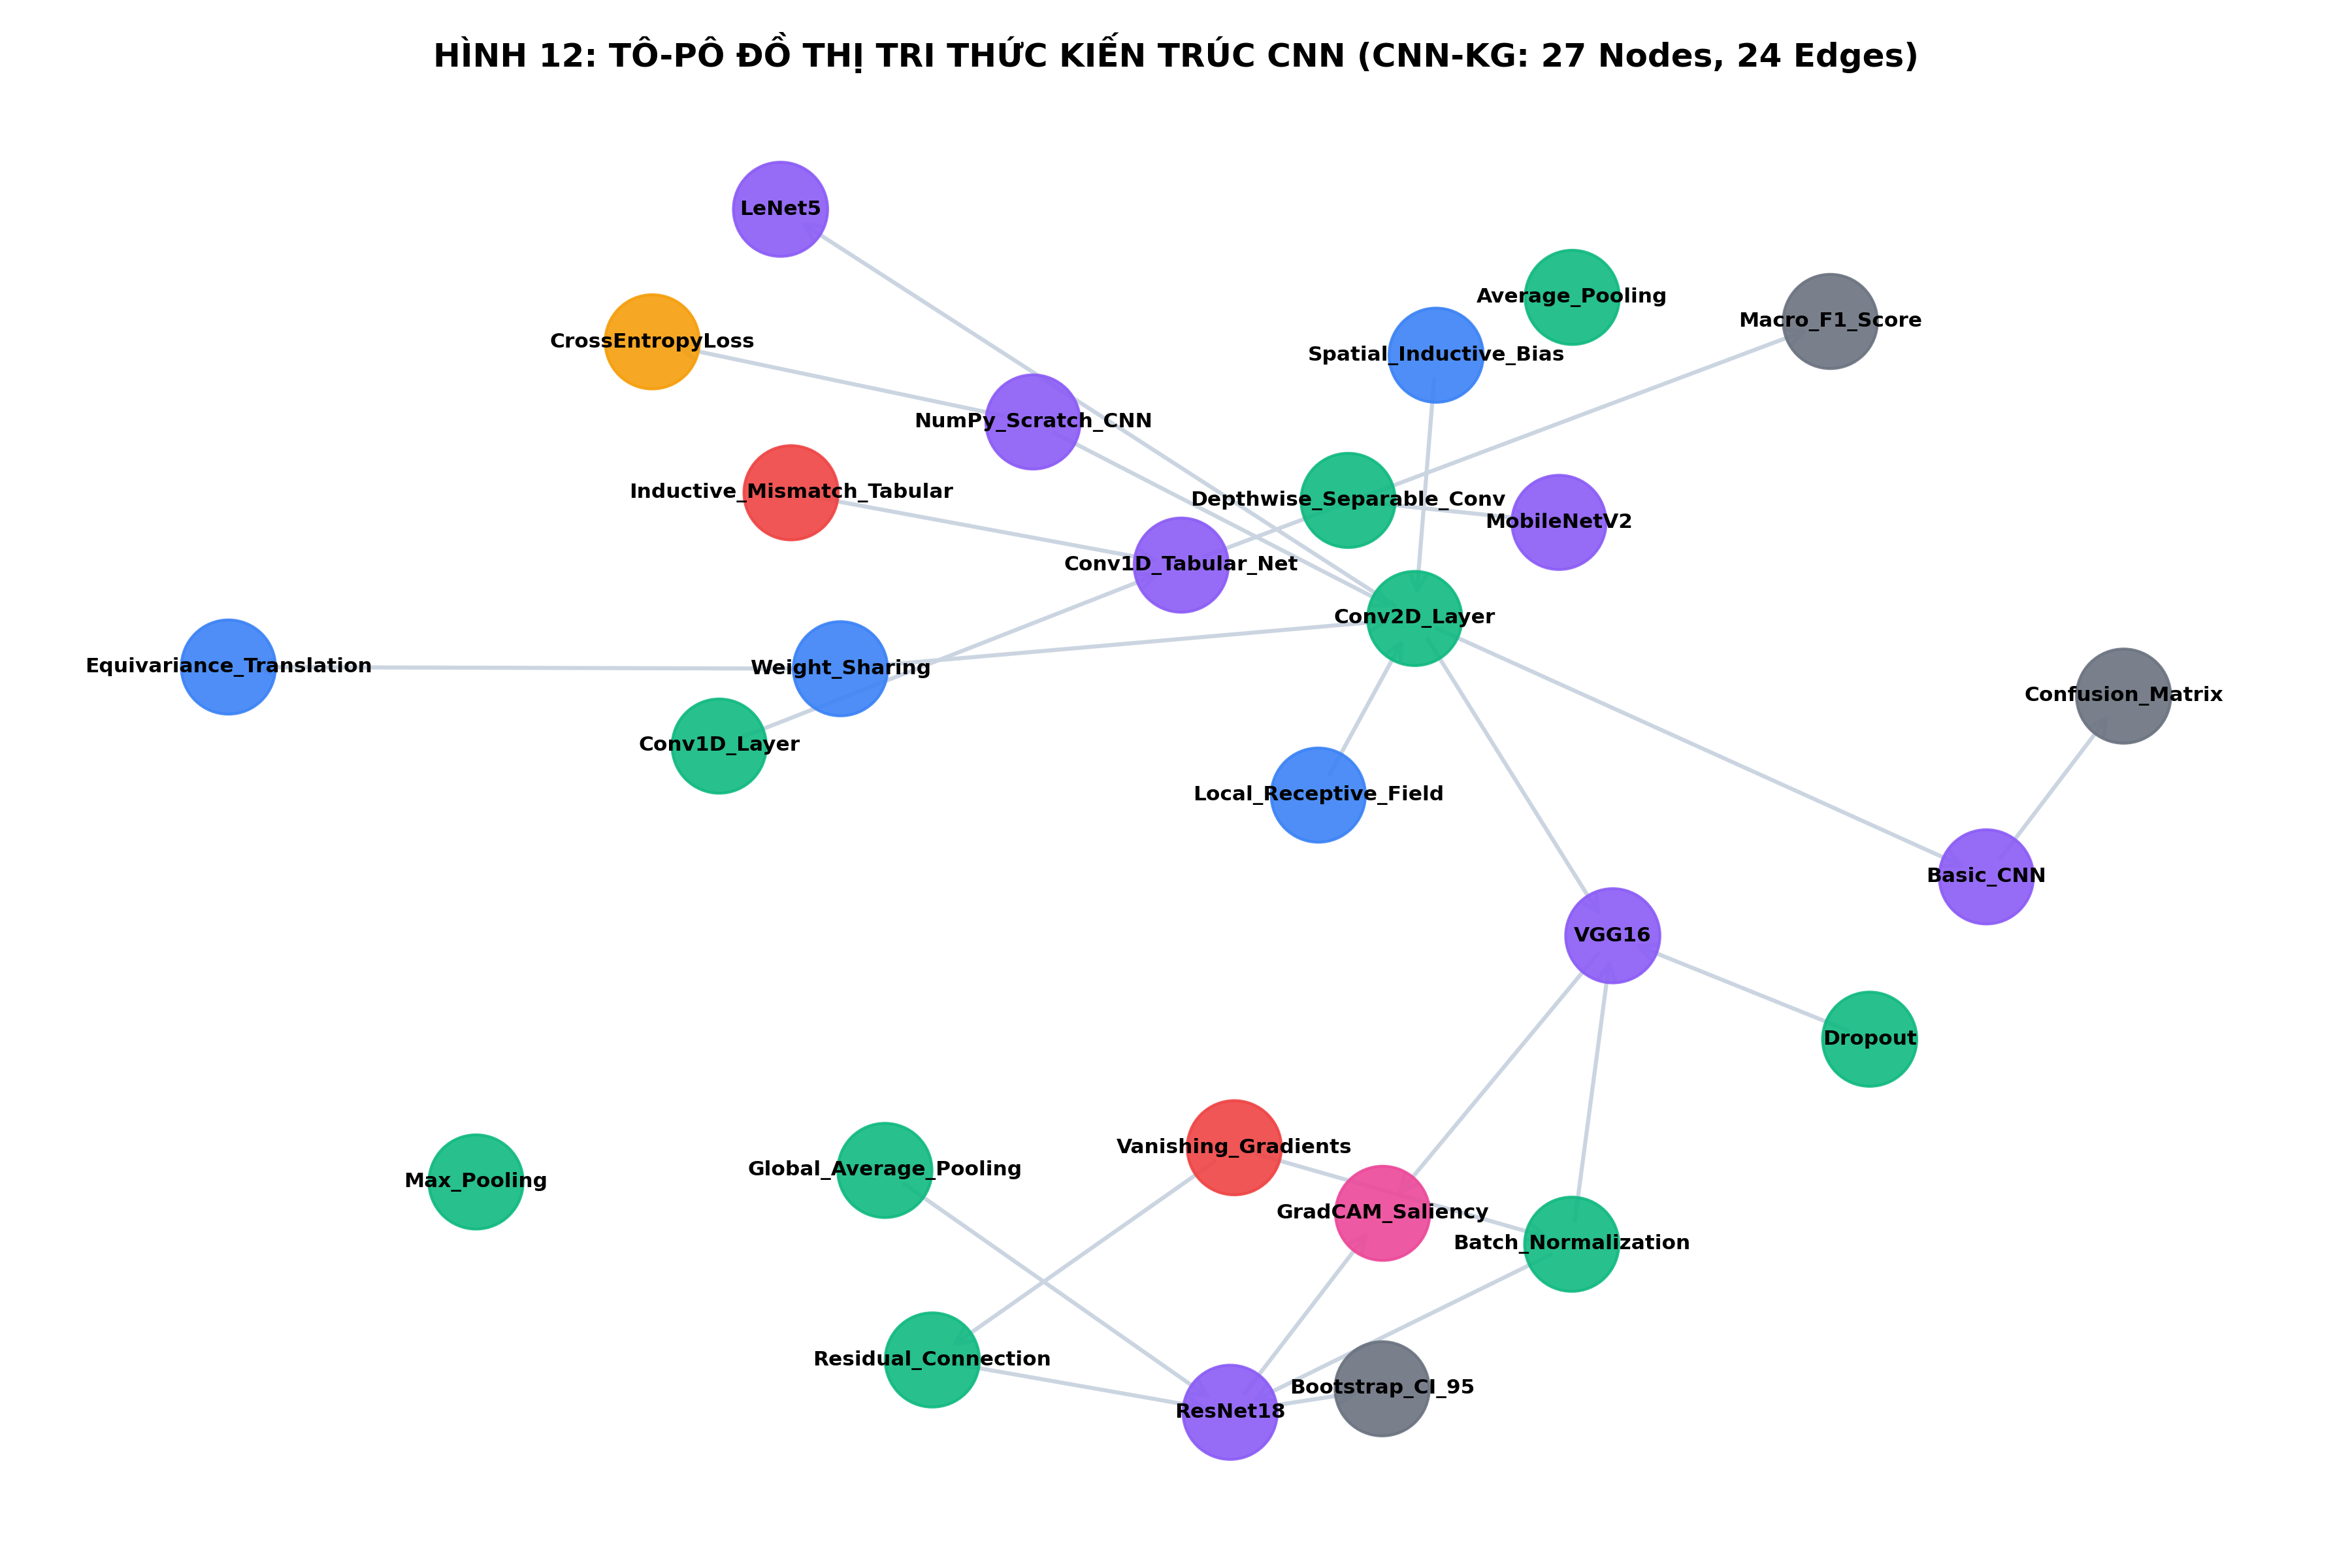 HÌNH 12: TÔ-PÔ ĐỒ THỊ TRI THỨC KIẾN TRÚC CNN (CNN-KG: 27 Nodes, 24 Edges)
LeNet5
Average_Pooling
Macro_F1_Score
CrossEntropyLoss
Spatial_Inductive_Bias
NumPy_Scratch_CNN
Inductive_Mismatch_Tabular
Depthwise_Separable_Conv
MobileNetV2
Conv1D_Tabular_Net
Conv2D_Layer
Equivariance_Translation
Weight_Sharing
Confusion_Matrix
Conv1D_Layer
Local_Receptive_Field
Basic_CNN
VGG16
Dropout
Vanishing_Gradients
Global_Average_Pooling
Max_Pooling
GradCAM_Saliency
Batch_Normalization
Residual_Connection
Bootstrap_CI_95
ResNet18